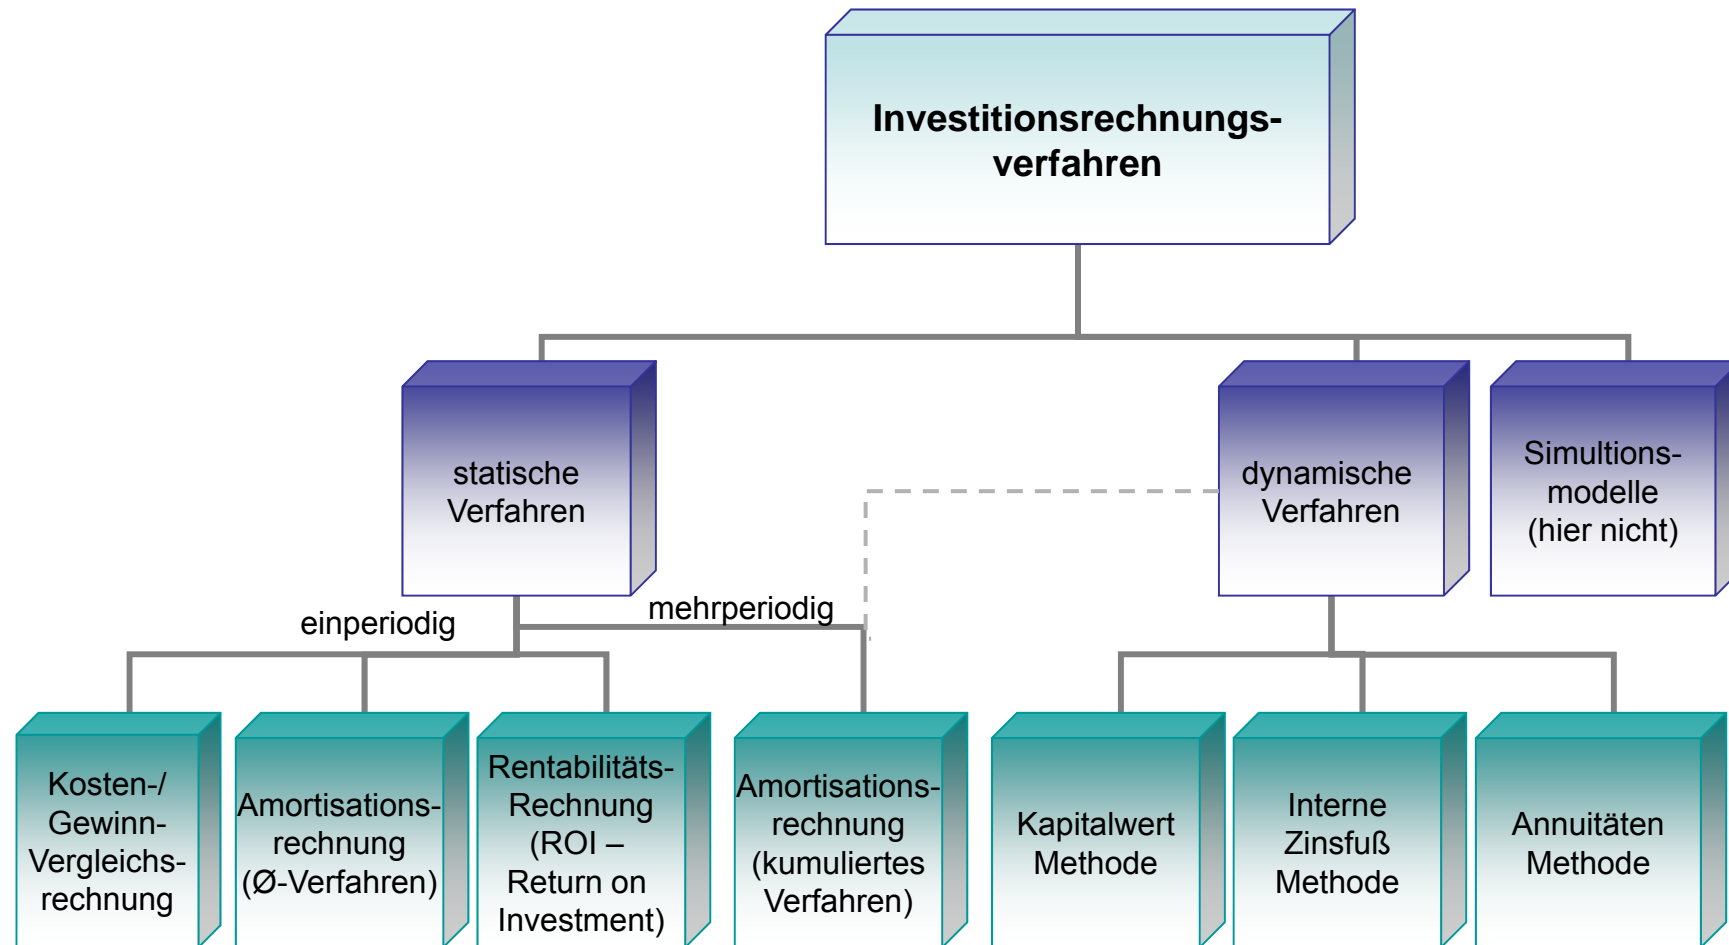 Investitionsrechnungs-
verfahren
statische
Verfahren
dynamische
Verfahren
Simultions-
modelle
(hier nicht)
einperiodig
mehrperiodig
Kosten-/
Gewinn-
Vergleichs-
rechnung
Amortisations-
rechnung
(Ø-Verfahren)
Rentabilitäts-
Rechnung
(ROI –
Return on
Investment)
Amortisations-
rechnung
(kumuliertes
Verfahren)
Kapitalwert
Methode
Interne
Zinsfuß
Methode
Annuitäten
Methode